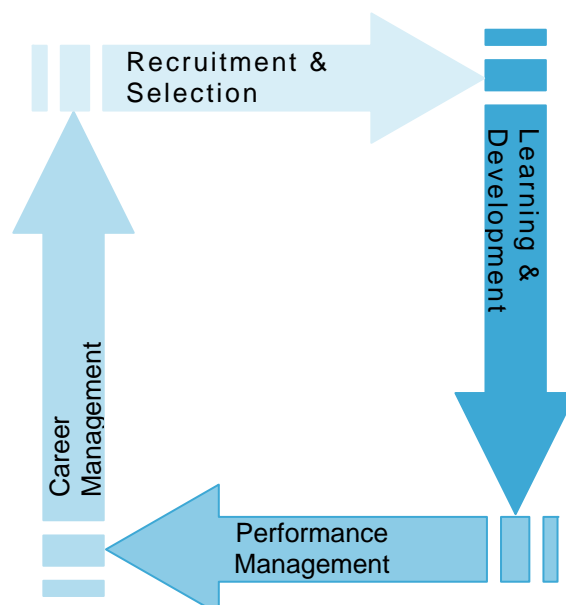 Recruitment &
Selection
Learning &
Development
Performance
Management
Career
Management